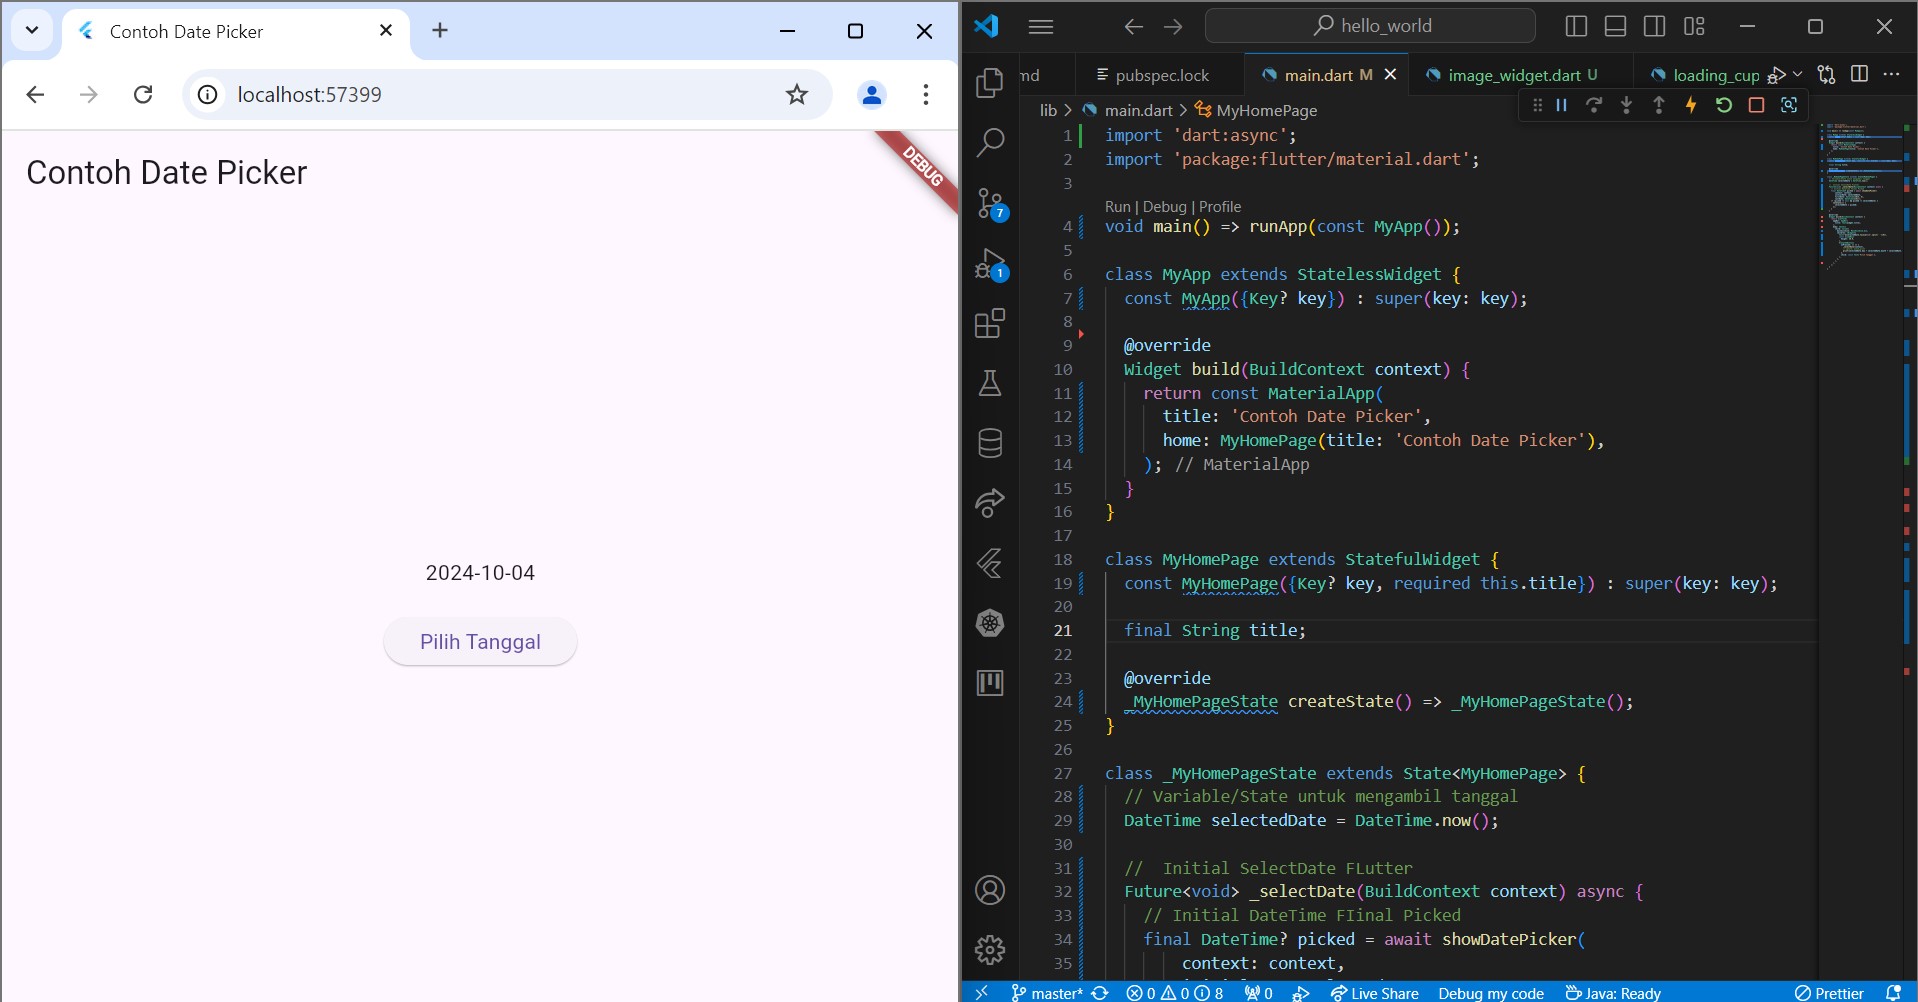 Contoh Date Picker
localhost:57399
Contoh Date Picker
DEBUG
2024-10-04
Pilih Tanggal
hello_world
md
pubspec.lock
main.dart M
image_widget.dart U
loading_cup
lib > main.dart > MyHomePage
7
1
1 import 'dart:async';
2 import 'package:flutter/material.dart';
3
Run | Debug | Profile
4 void main() => runApp(const MyApp());
5
6 class MyApp extends StatelessWidget {
7 const MyApp({Key? key}) : super(key: key);
8
9 @override
10 Widget build(BuildContext context) {
11 return const MaterialApp(
12 title: 'Contoh Date Picker',
13 home: MyHomePage(title: 'Contoh Date Picker'),
14 ); // MaterialApp
15 }
16 }
17
18 class MyHomePage extends StatefulWidget {
19 const MyHomePage({Key? key, required this.title}) : super(key: key);
20
21 final String title;
22
23 @override
24 _MyHomePageState createState() => _MyHomePageState();
25 }
26
27 class _MyHomePageState extends State<MyHomePage> {
28 // Variable/State untuk mengambil tanggal
29 DateTime selectedDate = DateTime.now();
30
31 //  Initial SelectDate FLutter
32 Future<void> _selectDate(BuildContext context) async {
33 // Initial DateTime FIinal Picked
34 final DateTime? picked = await showDatePicker(
35 context: context,
master* 0 0 8 0 Live Share Debug my code Java: Ready Prettier